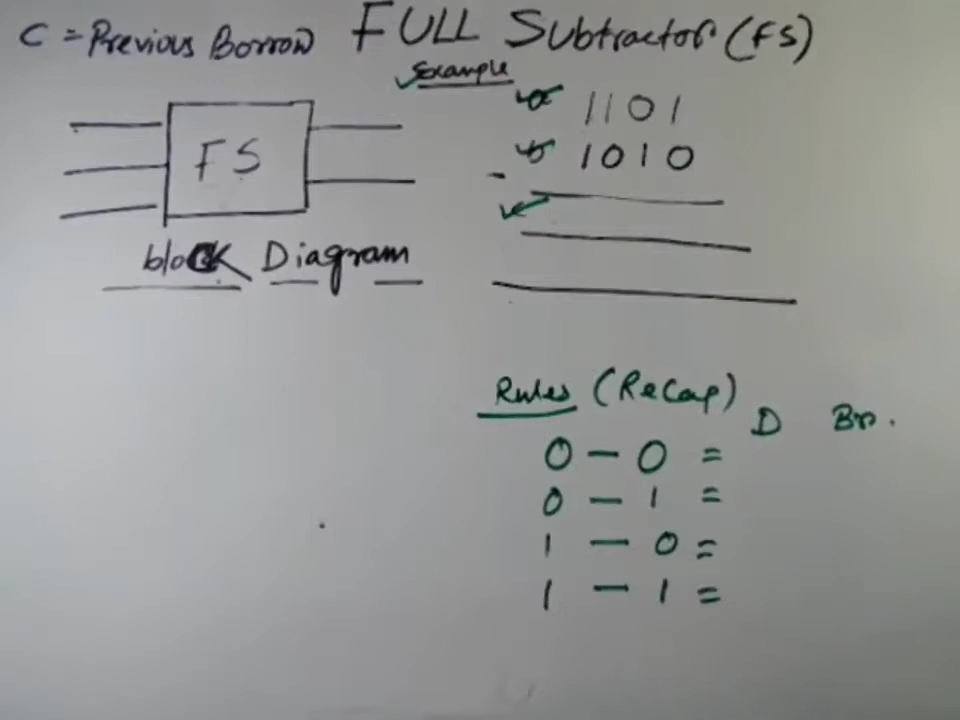 C = Previous Borrow FULL Subtractor (FS)
Example
a 1101
b 1010
-
FS
block Diagram
Rules (Recap)
D Br.
0 - 0 =
0 - 1 =
1 - 0 =
1 - 1 =